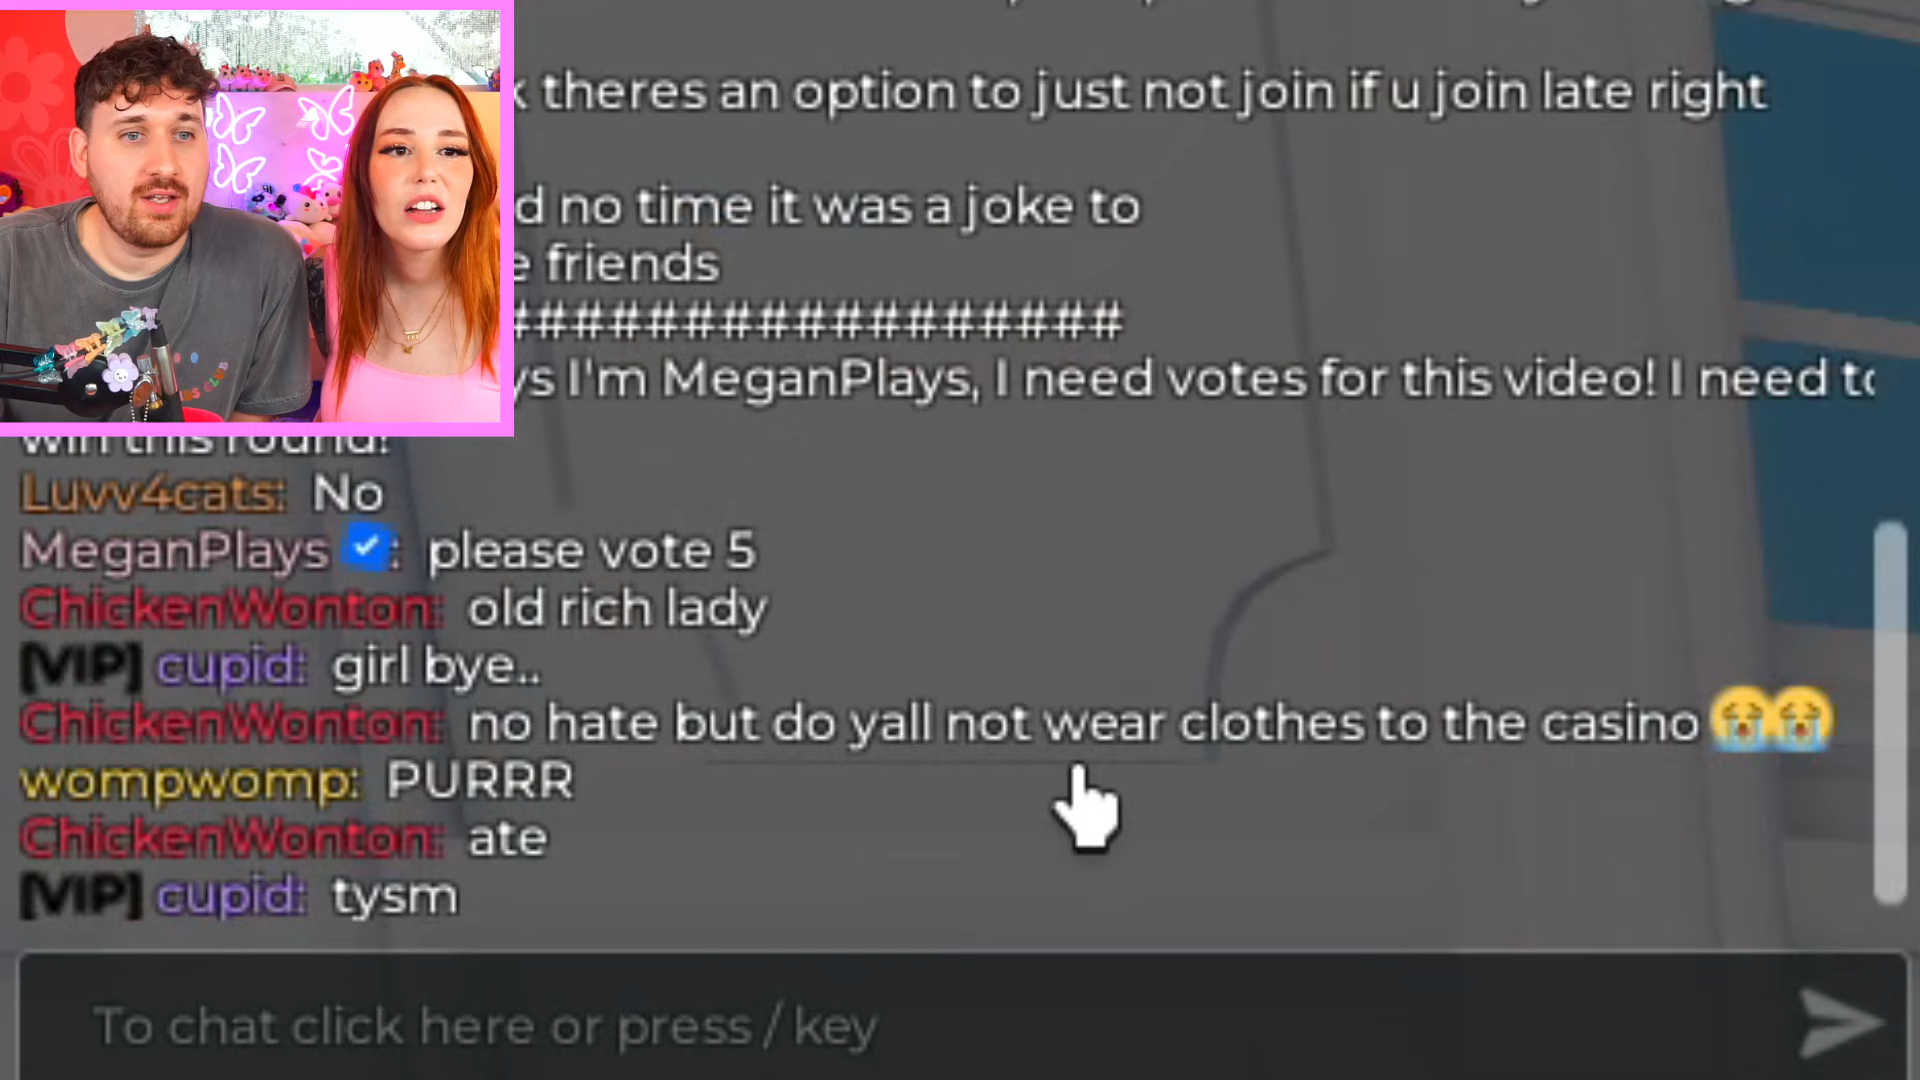 theres an option to just not join if u join late right
no time it was a joke to
friends
##################
I'm MeganPlays, I need votes for this video! I need to
win this round!
Luvv4cats: No
MeganPlays : please vote 5
ChickenWonton: old rich lady
[VIP] cupid: girl bye..
ChickenWonton: no hate but do yall not wear clothes to the casino 😭😭
wompwomp: PURRR
ChickenWonton: ate
[VIP] cupid: tysm
To chat click here or press / key